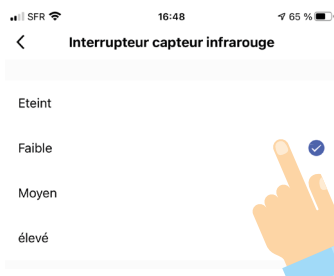 SFR 16:48 65 %
Interrupteur capteur infrarouge
Eteint
Faible
Moyen
élevé